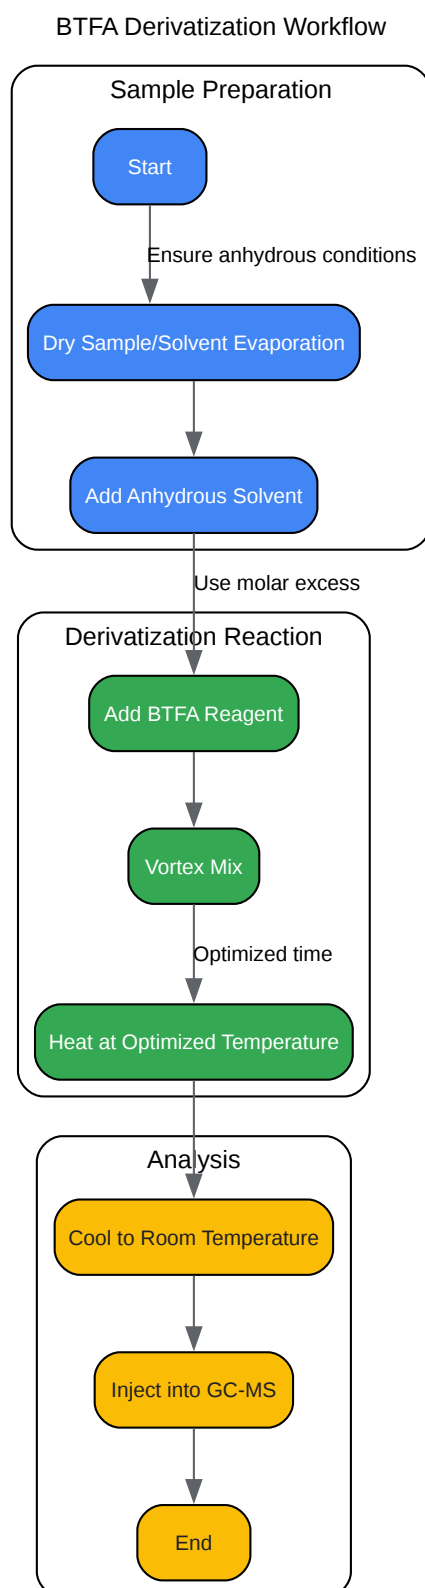 BTFA Derivatization Workflow
Sample Preparation
Start
Ensure anhydrous conditions
Dry Sample/Solvent Evaporation
Add Anhydrous Solvent
Use molar excess
Derivatization Reaction
Add BTFA Reagent
Vortex Mix
Optimized time
Heat at Optimized Temperature
Analysis
Cool to Room Temperature
Inject into GC-MS
End